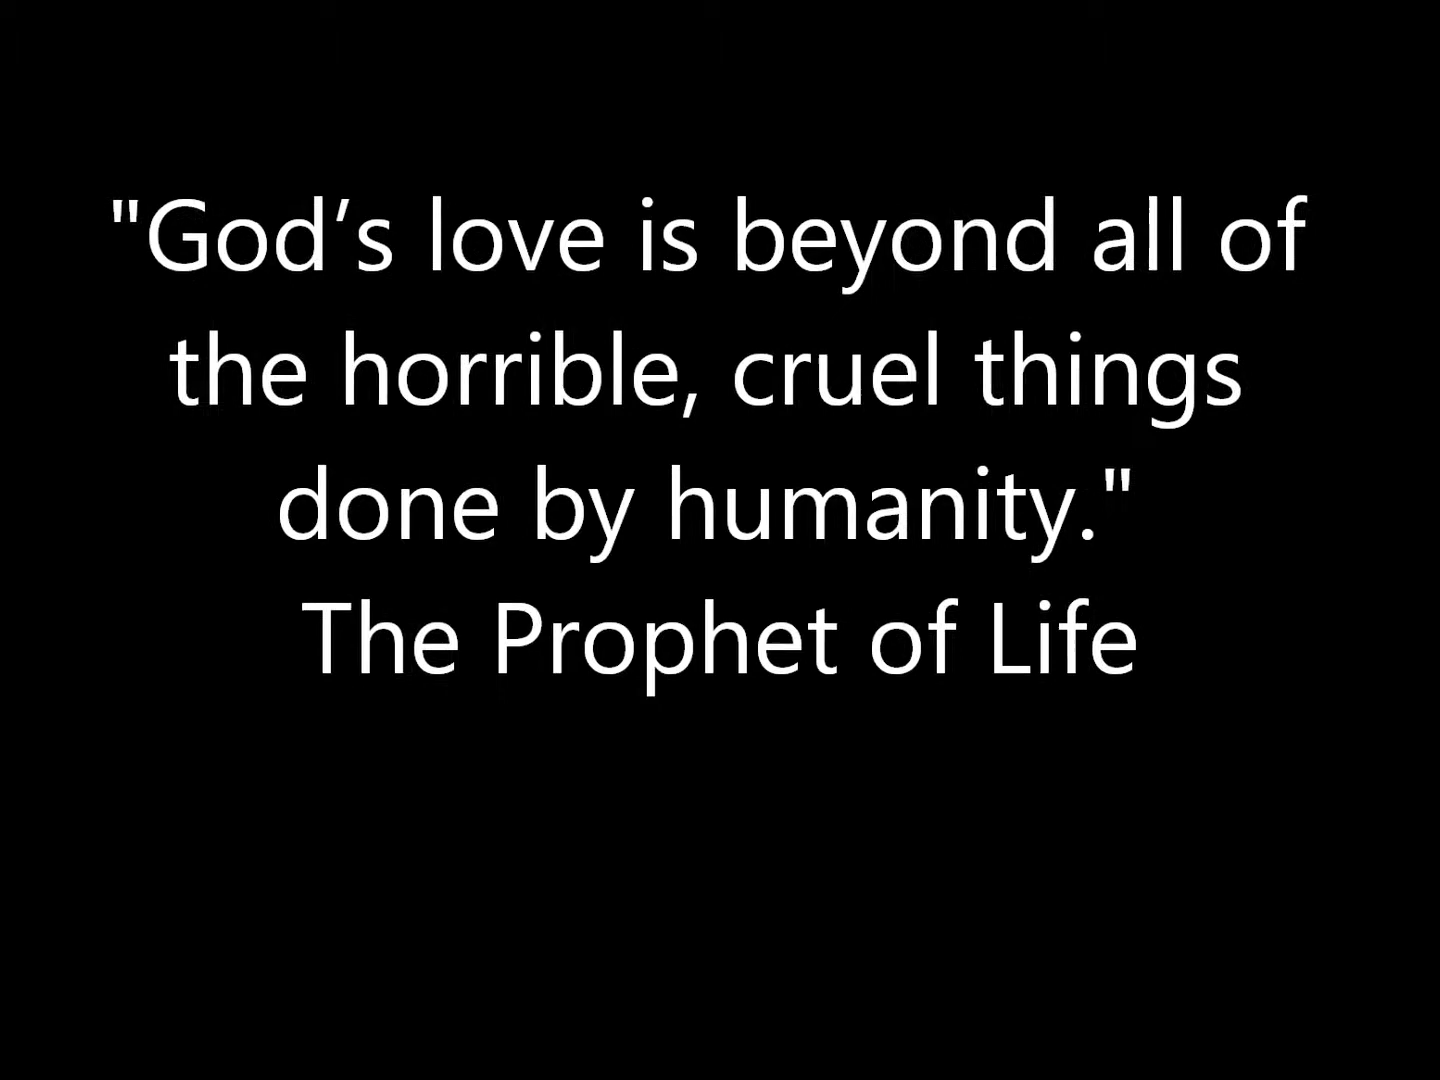 "God’s love is beyond all of
the horrible, cruel things
done by humanity."
The Prophet of Life